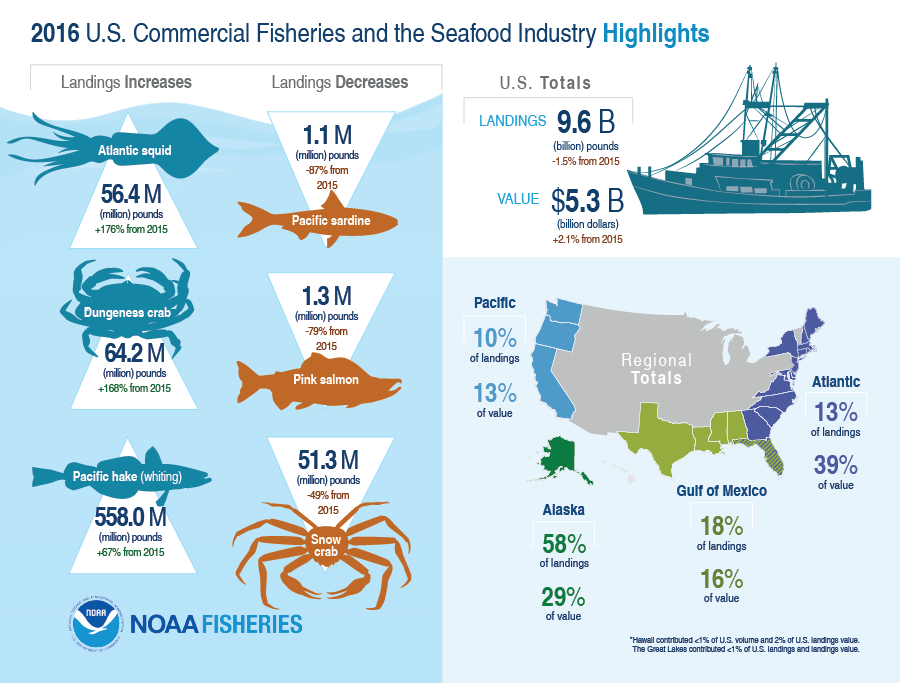 2016 U.S. Commercial Fisheries and the Seafood Industry Highlights
Landings Increases
Atlantic squid
56.4 M
(million) pounds
+176% from 2015
Dungeness crab
64.2 M
(million) pounds
+168% from 2015
Pacific hake (whiting)
558.0 M
(million) pounds
+67% from 2015
Landings Decreases
1.1 M
(million) pounds
-87% from
2015
Pacific sardine
1.3 M
(million) pounds
-79% from
2015
Pink salmon
51.3 M
(million) pounds
-49% from
2015
Snow
crab
NOAA
NOAA FISHERIES
U.S. Totals
LANDINGS 9.6 B
(billion) pounds
-1.5% from 2015
VALUE $5.3 B
(billion dollars)
+2.1% from 2015
Regional
Totals
Pacific
10%
of landings
13%
of value
Atlantic
13%
of landings
39%
of value
Alaska
58%
of landings
29%
of value
Gulf of Mexico
18%
of landings
16%
of value
*Hawaii contributed <1% of U.S. volume and 2% of U.S. landings value.
The Great Lakes contributed <1% of U.S. landings and landings value.